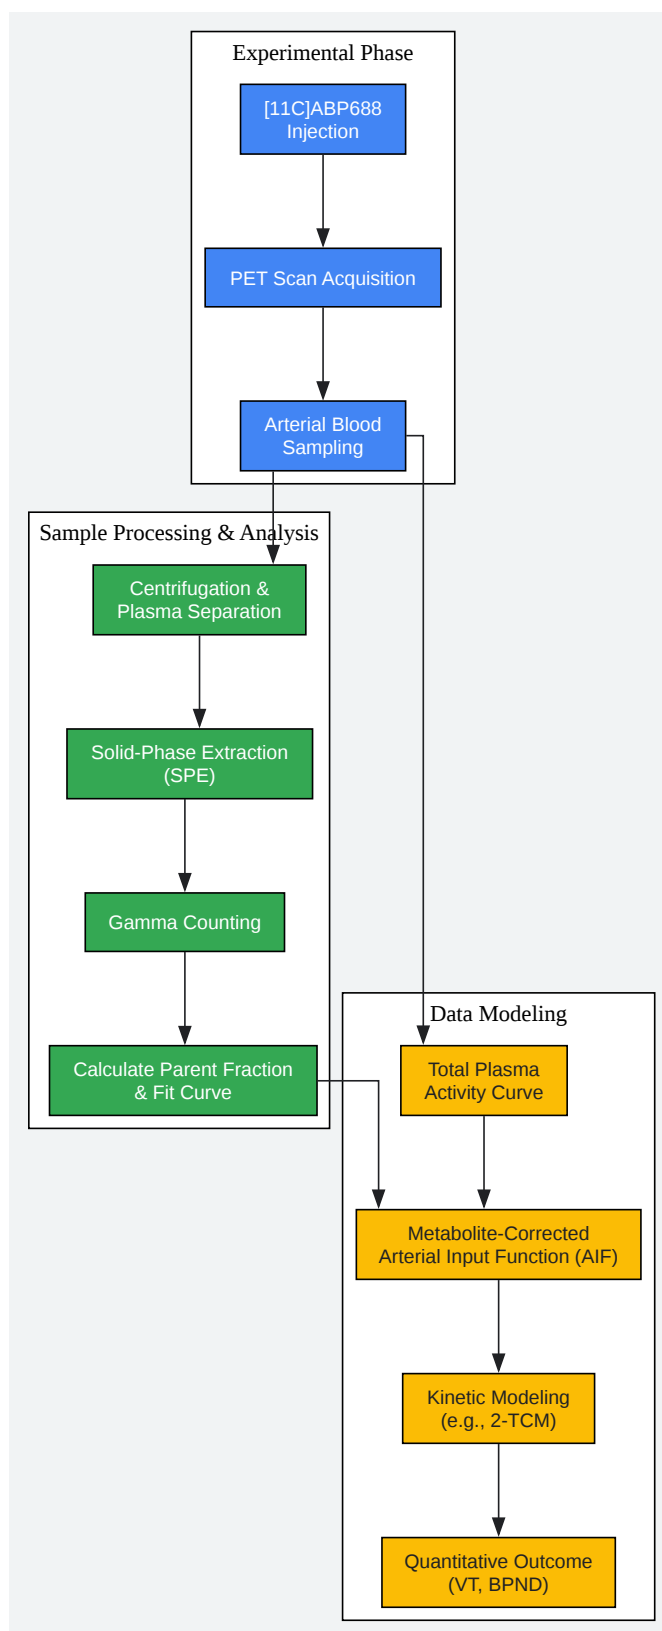 Experimental Phase
[11C]ABP688
Injection
PET Scan Acquisition
Arterial Blood
Sampling
Sample Processing & Analysis
Centrifugation &
Plasma Separation
Solid-Phase Extraction
(SPE)
Gamma Counting
Calculate Parent Fraction
& Fit Curve
Data Modeling
Total Plasma
Activity Curve
Metabolite-Corrected
Arterial Input Function (AIF)
Kinetic Modeling
(e.g., 2-TCM)
Quantitative Outcome
(VT, BPND)